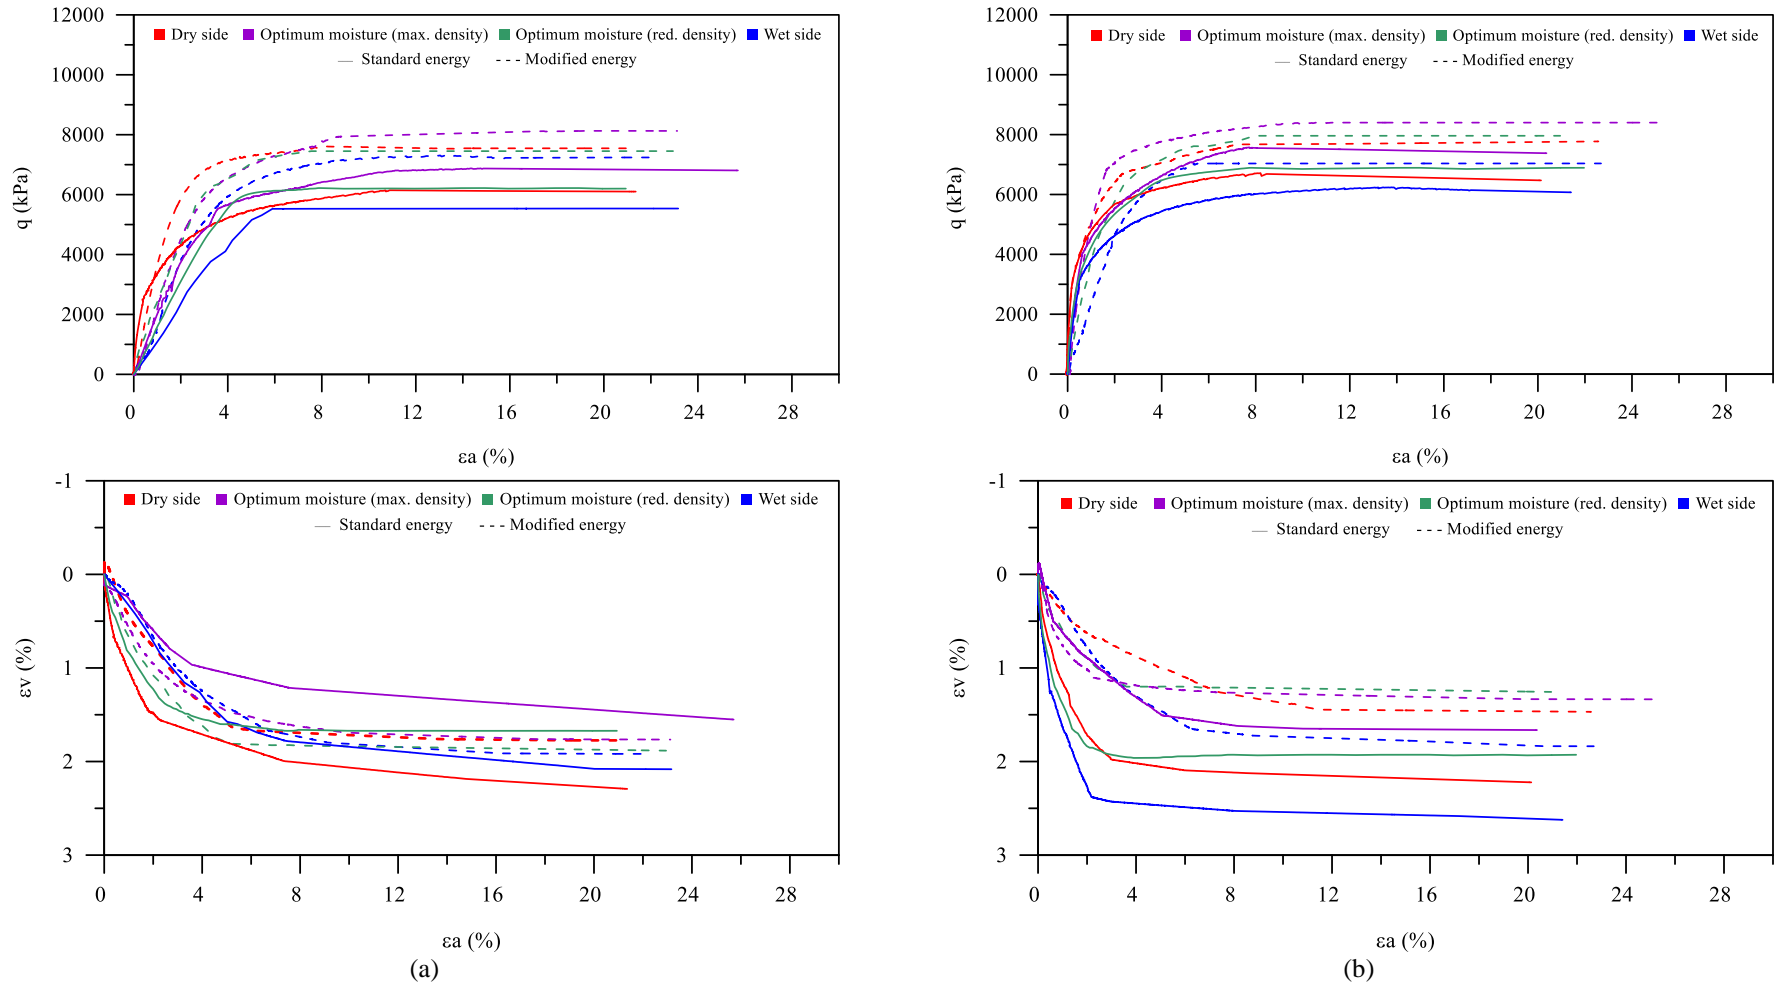 12000
10000
8000
6000
4000
2000
0
q (kPa)
Dry side Optimum moisture (max. density) Optimum moisture (red. density) Wet side
Standard energy Modified energy
0 4 8 12 16 20 24 28
εa (%)
12000
10000
8000
6000
4000
2000
0
q (kPa)
Dry side Optimum moisture (max. density) Optimum moisture (red. density) Wet side
Standard energy Modified energy
0 4 8 12 16 20 24 28
εa (%)
-1
0
1
2
3
εv (%)
Dry side Optimum moisture (max. density) Optimum moisture (red. density) Wet side
Standard energy Modified energy
0 4 8 12 16 20 24 28
εa (%)
(a)
-1
0
1
2
3
εv (%)
Dry side Optimum moisture (max. density) Optimum moisture (red. density) Wet side
Standard energy Modified energy
0 4 8 12 16 20 24 28
εa (%)
(b)